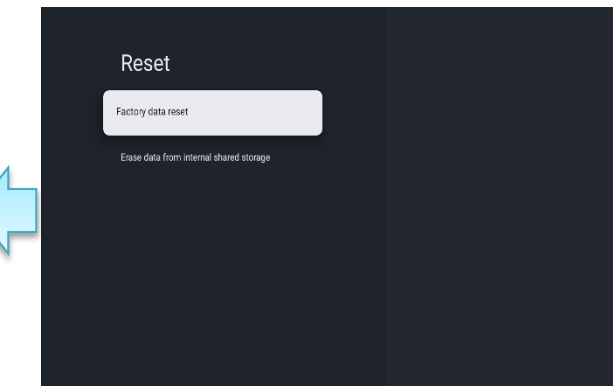 Reset
Factory data reset
Erase data from internal shared storage